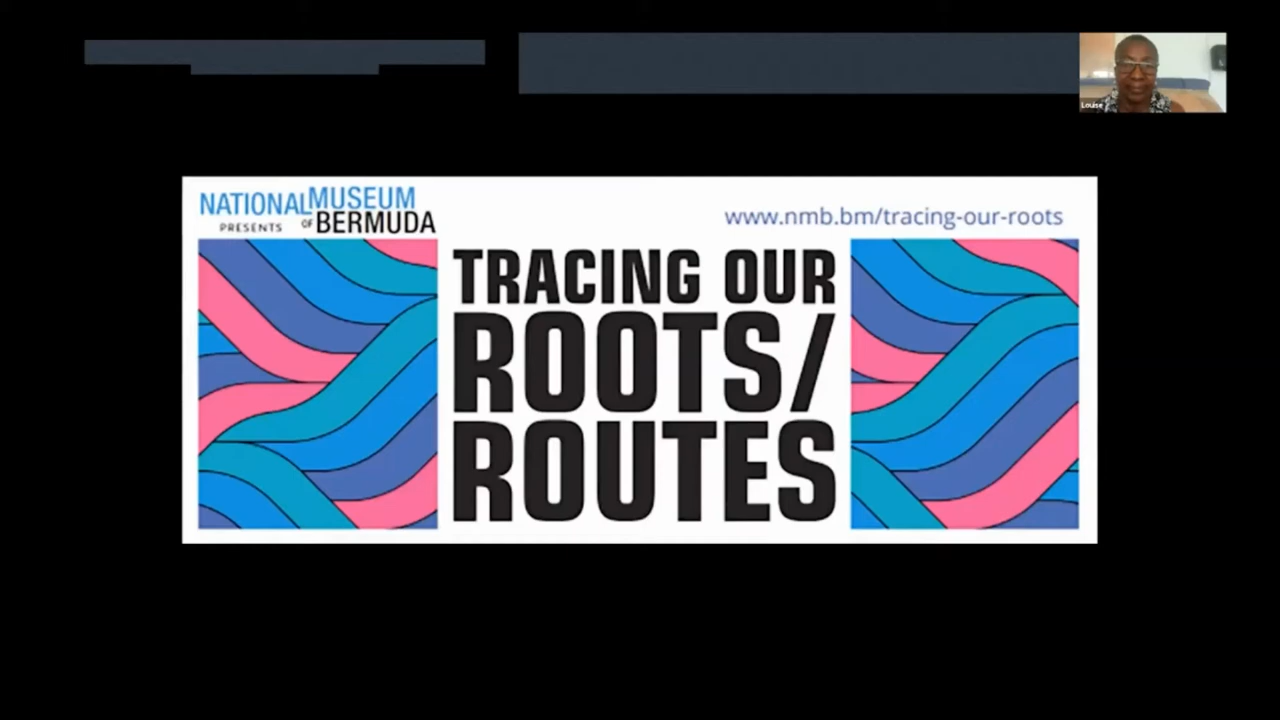 Louise
NATIONAL MUSEUM
PRESENTS OF BERMUDA
www.nmb.bm/tracing-our-roots
TRACING OUR
ROOTS/
ROUTES